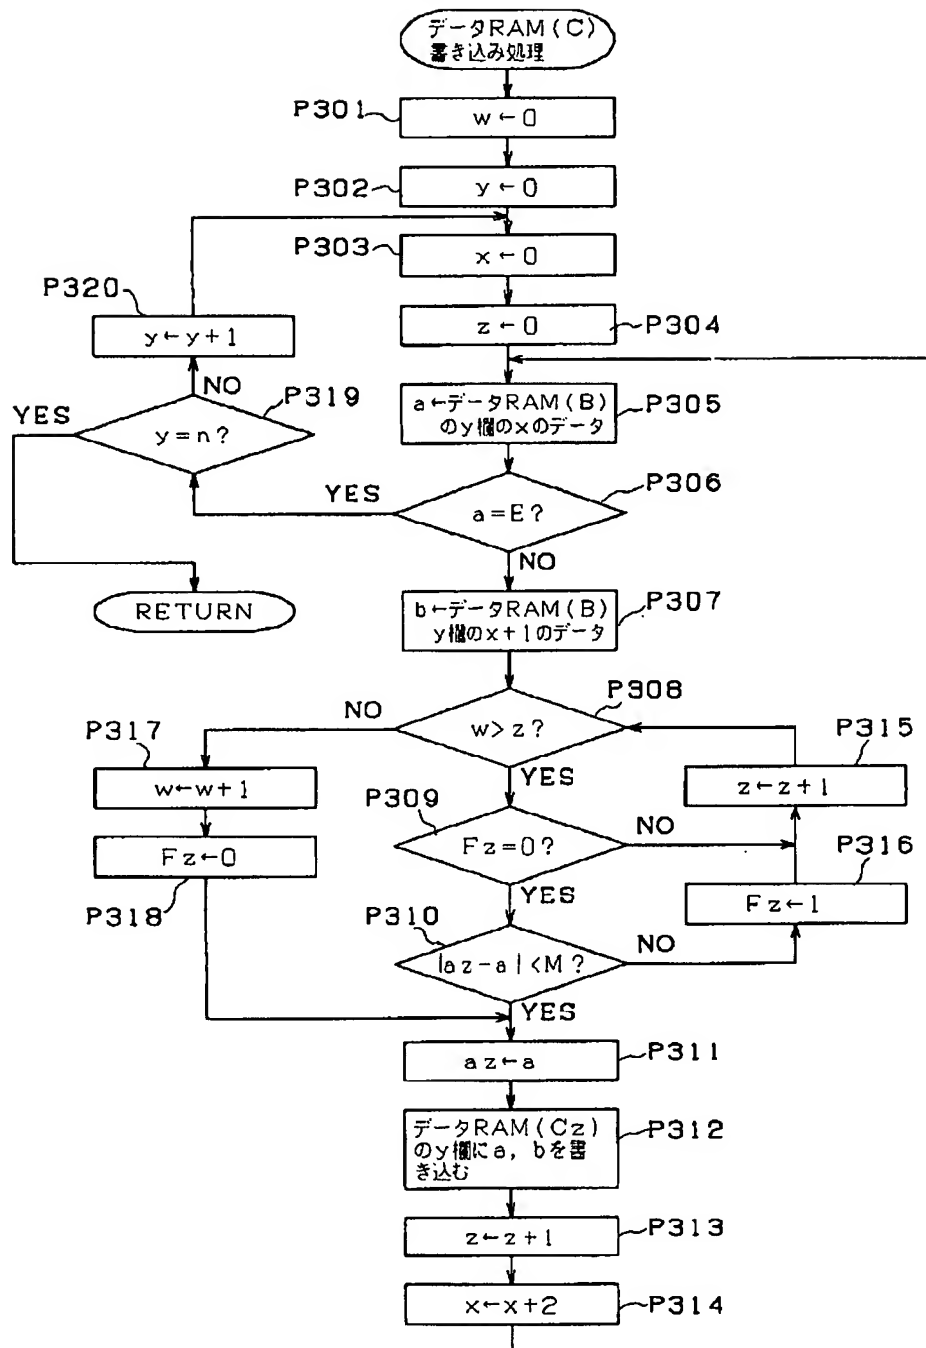 データRAM(C)
書き込み処理
P301
w←0
P302
y←0
P303
x←0
P320
y←y+1
z←0
P304
NO
P319
YES
y=n?
a←データRAM(B)
のy欄のxのデータ
P305
YES
P306
a=E?
NO
RETURN
b←データRAM(B)
y欄のx+1のデータ
P307
NO
P308
w>z?
P317
w←w+1
YES
P315
z←z+1
P309
Fz=0?
NO
P316
Fz←0
P318
YES
Fz←1
P310
|az-a|<M?
NO
YES
az←a
P311
データRAM(Cz)
のy欄にa,bを書
き込む
P312
z←z+1
P313
x←x+2
P314